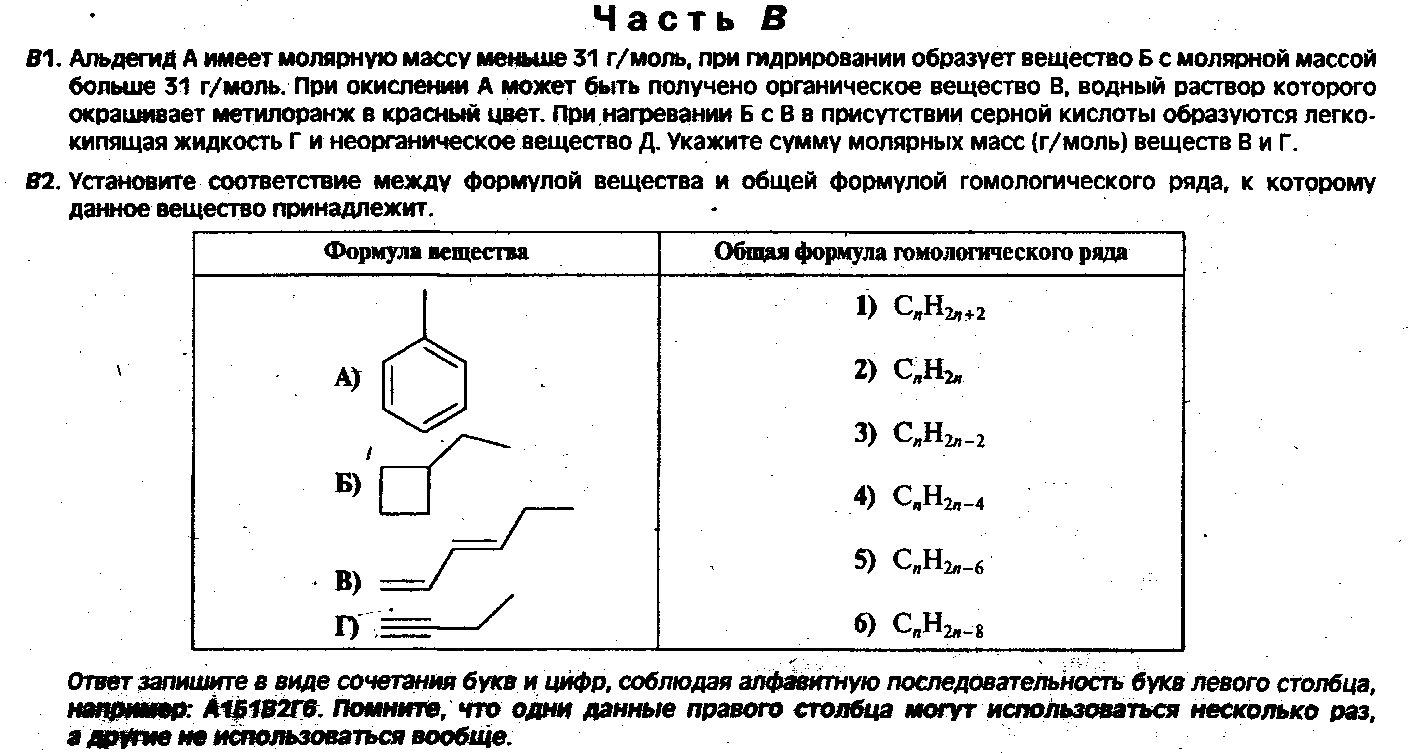 Часть В
В1. Альдегид А имеет молярную массу меньше 31 г/моль, при гидрировании образует вещество Б с молярной массой
больше 31 г/моль. При окислении А может быть получено органическое вещество В, водный раствор которого
окрашивает метилоранж в красный цвет. При нагревании Б с В в присутствии серной кислоты образуются легко-
кипящая жидкость Г и неорганическое вещество Д. Укажите сумму молярных масс (г/моль) веществ В и Г.
В2. Установите соответствие между формулой вещества и общей формулой гомологического ряда, к которому
данное вещество принадлежит.
Формула вещества Общая формула гомологического ряда
А)
Б)
В)
Г)
1) CnH2n+2
2) CnH2n
3) CnH2n−2
4) CnH2n−4
5) CnH2n−6
6) CnH2n−8
Ответ запишите в виде сочетания букв и цифр, соблюдая алфавитную последовательность букв левого столбца,
например: А1Б1В2Г6. Помните, что одни данные правого столбца могут использоваться несколько раз,
а другие не использоваться вообще.